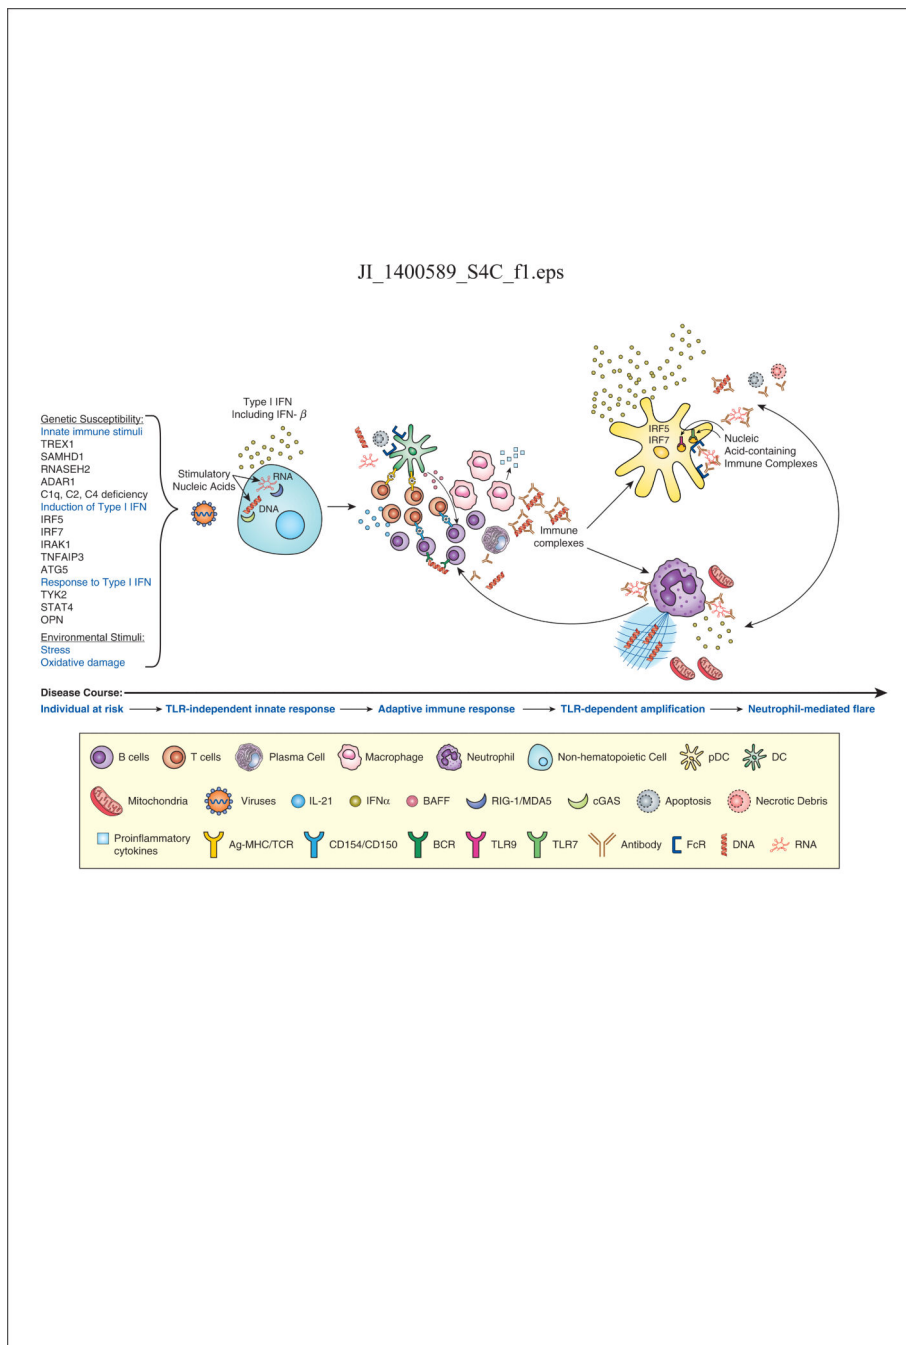 JI_1400589_S4C_f1.eps
Type I IFN
Including IFN- β
Genetic Susceptibility:
Innate immune stimuli
TREX1
SAMHD1
RNASEH2
ADAR1
C1q, C2, C4 deficiency
Induction of Type I IFN
IRF5
IRF7
IRAK1
TNFAIP3
ATG5
Response to Type I IFN
TYK2
STAT4
OPN
Environmental Stimuli:
Stress
Oxidative damage
Stimulatory
Nucleic Acids
RNA
DNA
Immune
complexes
IRF5
IRF7
Nucleic
Acid-containing
Immune Complexes
Disease Course:
Individual at risk TLR-independent innate response Adaptive immune response TLR-dependent amplification Neutrophil-mediated flare
B cells T cells Plasma Cell Macrophage Neutrophil Non-hematopoietic Cell pDC DC
Mitochondria Viruses IL-21 IFNα BAFF RIG-1/MDA5 cGAS Apoptosis Necrotic Debris
Proinflammatory
cytokines
Ag-MHC/TCR CD154/CD150 BCR TLR9 TLR7 Antibody FcR DNA RNA